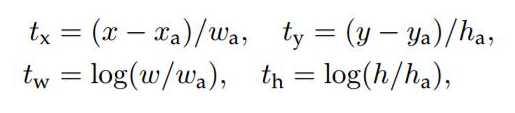 tx = (x − xa)/wa, ty = (y − ya)/ha,
tw = log(w/wa), th = log(h/ha),